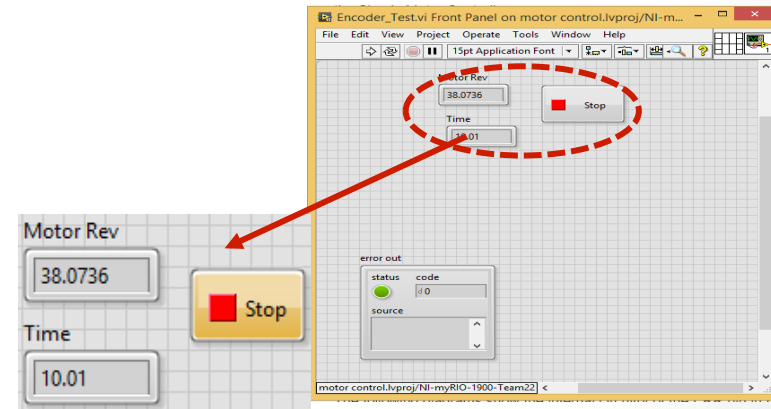 Encoder_Test.vi Front Panel on motor control.lvproj/NI-m...
File Edit View Project Operate Tools Window Help
15pt Application Font
Motor Rev
38.0736
Stop
Time
10.01
error out
status code
d 0
source
motor control.lvproj/NI-myRIO-1900-Team22
Motor Rev
38.0736
Stop
Time
10.01